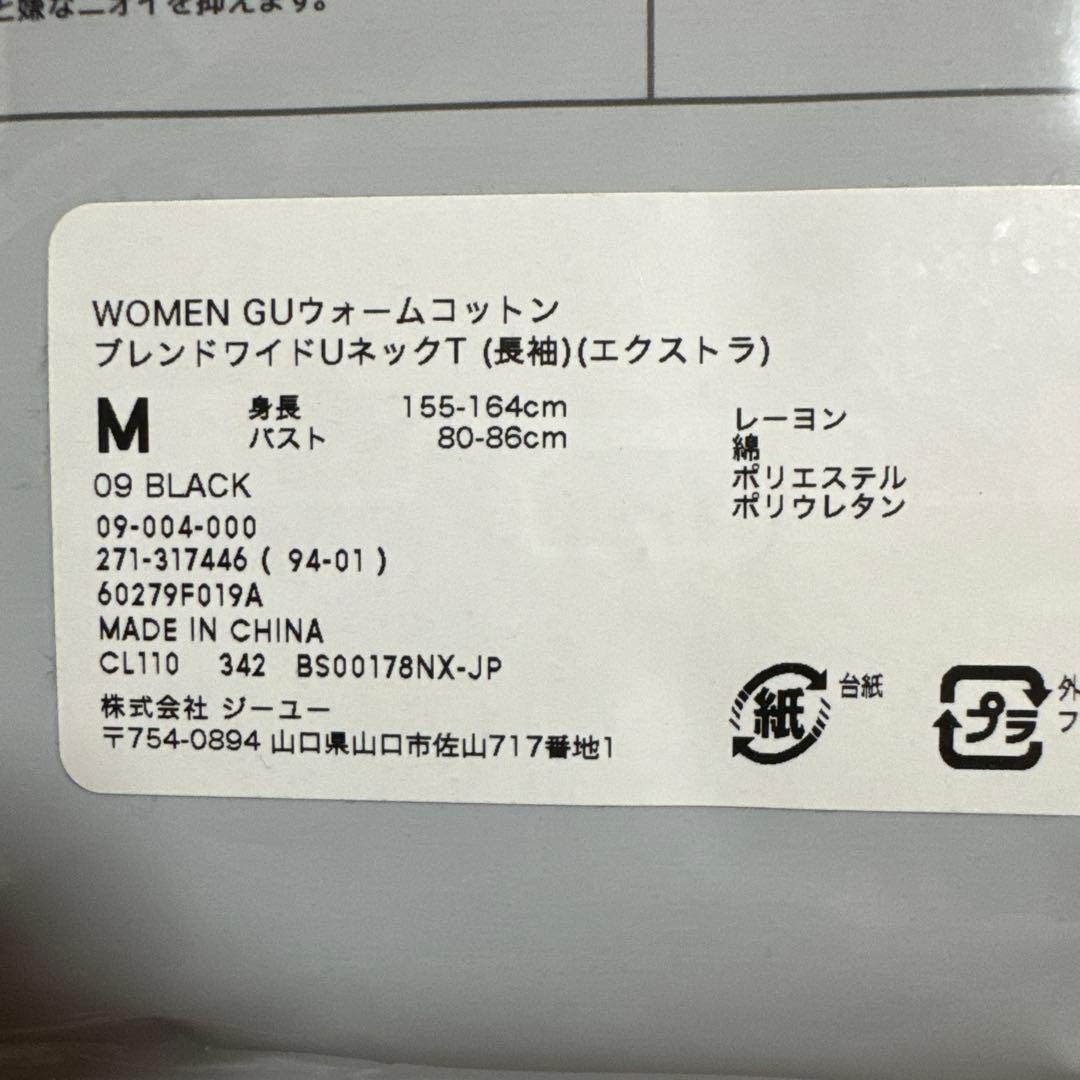 と嫌なニオイを抑えます。
WOMEN GUウォームコットン
ブレンドワイドUネックT (長袖)(エクストラ)
M 身長 155-164cm
バスト 80-86cm
09 BLACK
09-004-000
271-317446 ( 94-01 )
60279F019A
MADE IN CHINA
CL110 342 BS00178NX-JP
株式会社 ジーユー
〒754-0894 山口県山口市佐山717番地1
レーヨン
綿
ポリエステル
ポリウレタン
紙 台紙
プラ 外
フ